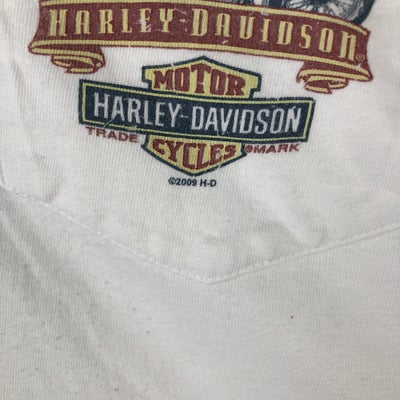 HARLEY-DAVIDSON®
MOTOR
HARLEY-DAVIDSON
TRADE ®MARK
CYCLES
©2009 H-D